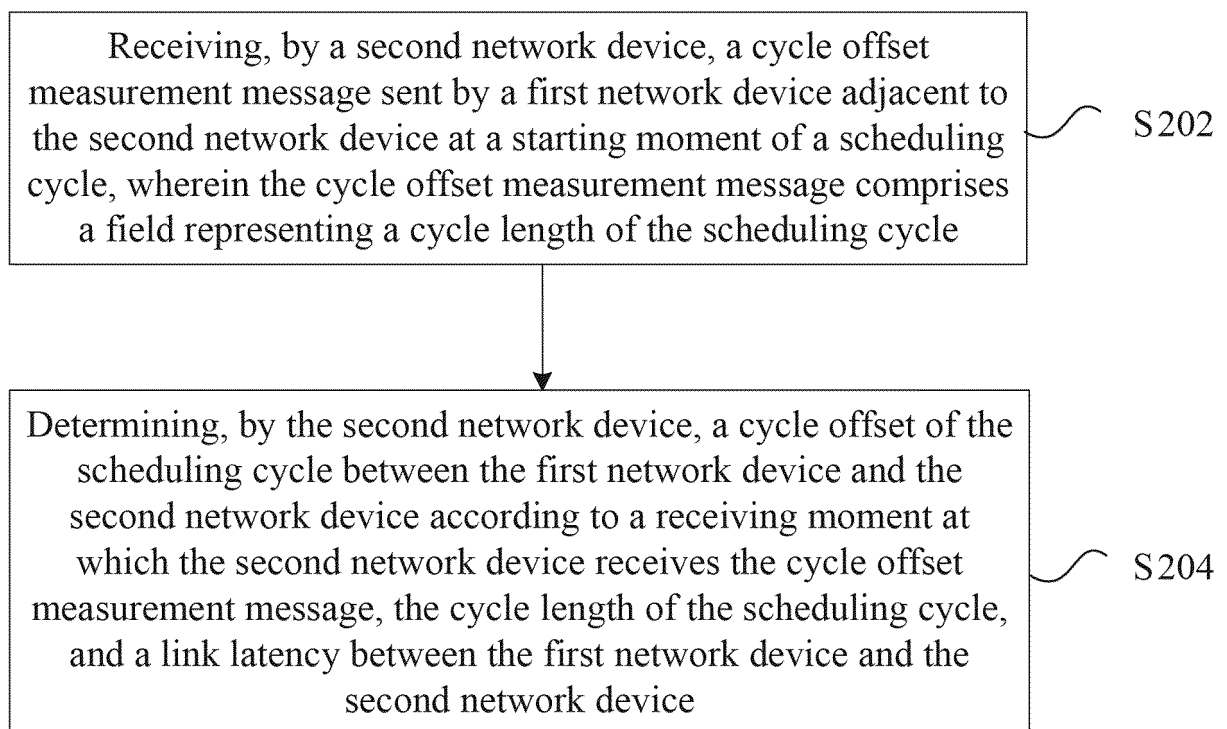 Receiving, by a second network device, a cycle offset
measurement message sent by a first network device adjacent to
the second network device at a starting moment of a scheduling
cycle, wherein the cycle offset measurement message comprises
a field representing a cycle length of the scheduling cycle
S202
Determining, by the second network device, a cycle offset of the
scheduling cycle between the first network device and the
second network device according to a receiving moment at
which the second network device receives the cycle offset
measurement message, the cycle length of the scheduling cycle,
and a link latency between the first network device and the
second network device
S204